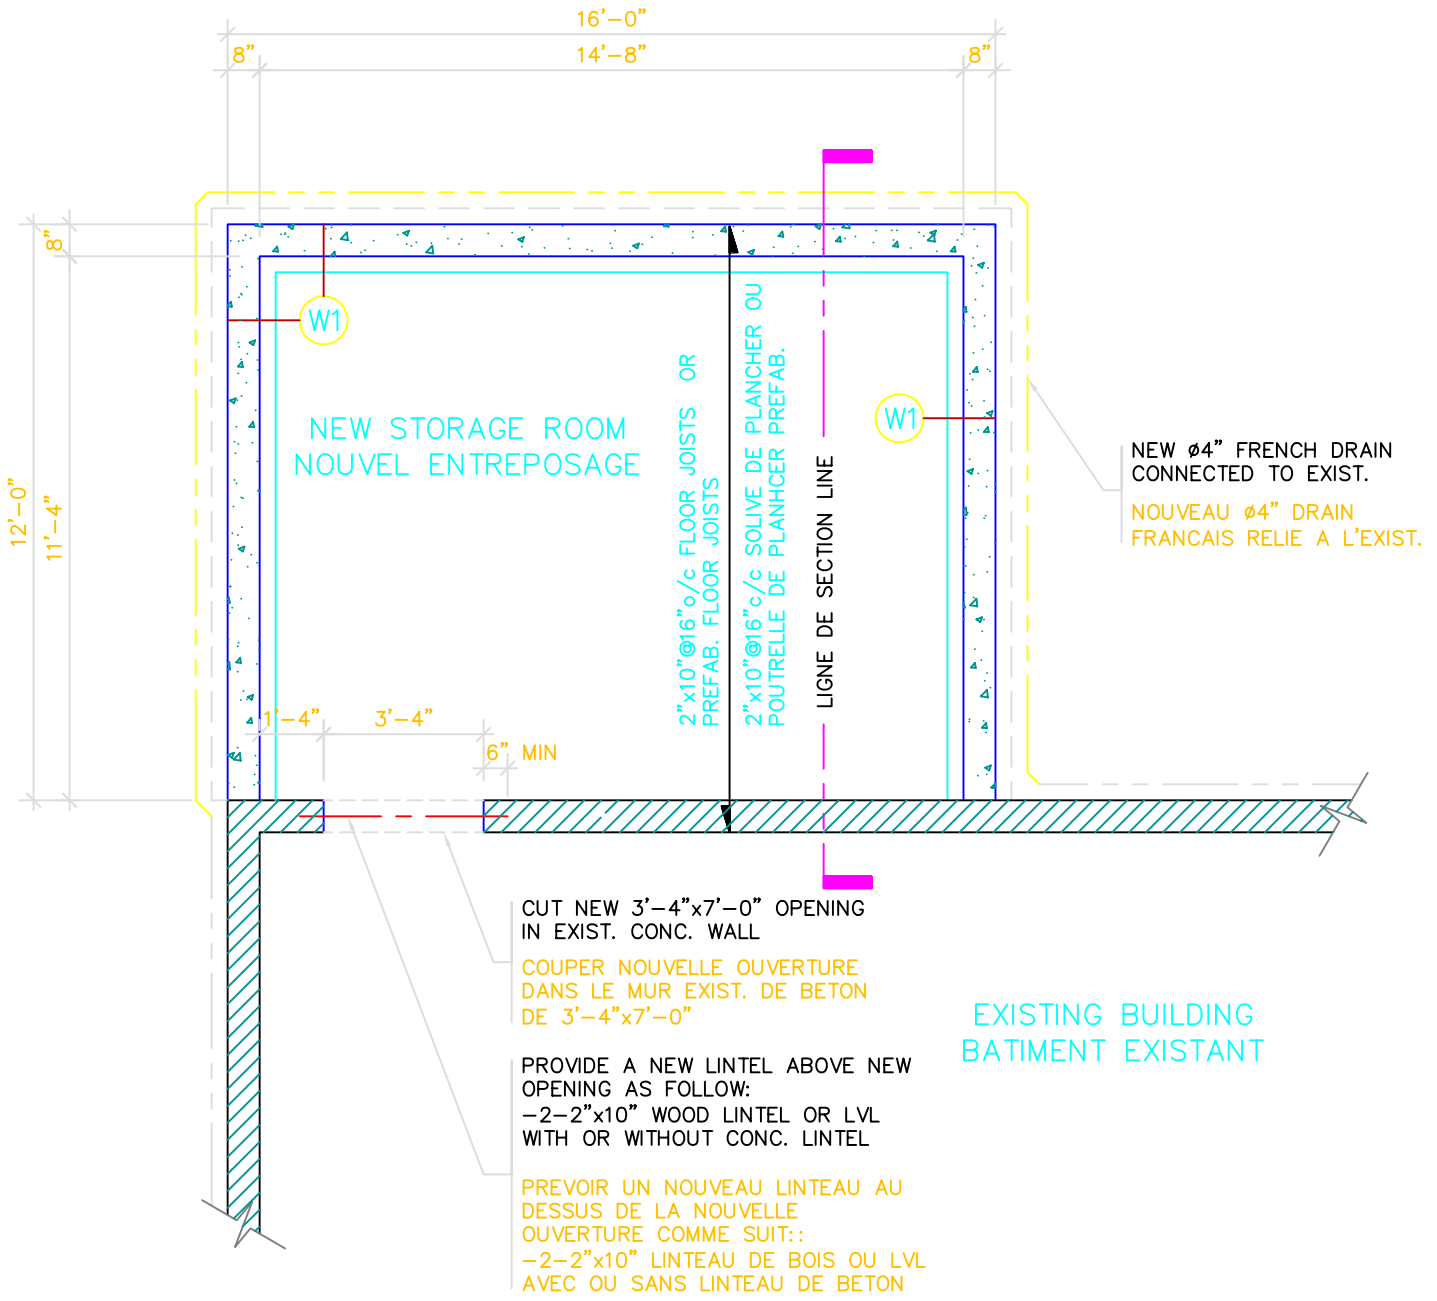 16'-0"
8"
14'-8"
8"
8"
12'-0"
11'-4"
W1
NEW STORAGE ROOM
NOUVEL ENTREPOSAGE
2"x10"@16"o/c FLOOR JOISTS OR
PREFAB. FLOOR JOISTS
2"x10"@16"c/c SOLIVE DE PLANCHER OU
POUTRELLE DE PLANHCER PREFAB.
LIGNE DE SECTION LINE
W1
NEW ø4" FRENCH DRAIN
CONNECTED TO EXIST.
NOUVEAU ø4" DRAIN
FRANCAIS RELIE A L'EXIST.
1'-4"
3'-4"
6" MIN
CUT NEW 3'-4"x7'-0" OPENING
IN EXIST. CONC. WALL
COUPER NOUVELLE OUVERTURE
DANS LE MUR EXIST. DE BETON
DE 3'-4"x7'-0"
EXISTING BUILDING
BATIMENT EXISTANT
PROVIDE A NEW LINTEL ABOVE NEW
OPENING AS FOLLOW:
-2-2"x10" WOOD LINTEL OR LVL
WITH OR WITHOUT CONC. LINTEL
PREVOIR UN NOUVEAU LINTEAU AU
DESSUS DE LA NOUVELLE
OUVERTURE COMME SUIT::
-2-2"x10" LINTEAU DE BOIS OU LVL
AVEC OU SANS LINTEAU DE BETON